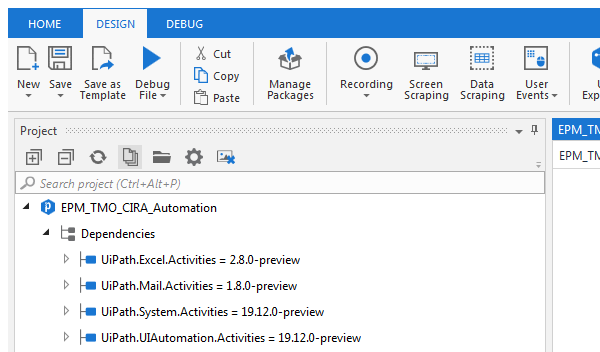 HOME DESIGN DEBUG
New Save Save as Template Debug File Cut Copy Paste Manage Packages Recording Screen Scraping Data Scraping User Events
Project
Search project (Ctrl+Alt+P)
EPM_TMO_CIRA_Automation
Dependencies
UiPath.Excel.Activities = 2.8.0-preview
UiPath.Mail.Activities = 1.8.0-preview
UiPath.System.Activities = 19.12.0-preview
UiPath.UIAutomation.Activities = 19.12.0-preview
EPM_TM
EPM_TMO